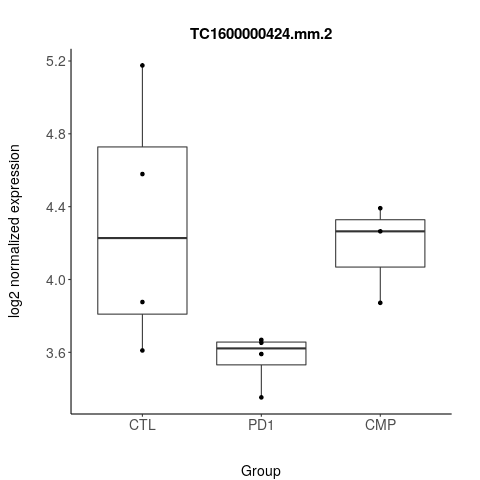 TC1600000424.mm.2
log2 normalized expression
5.2
4.8
4.4
4.0
3.6
CTL
PD1
CMP
Group